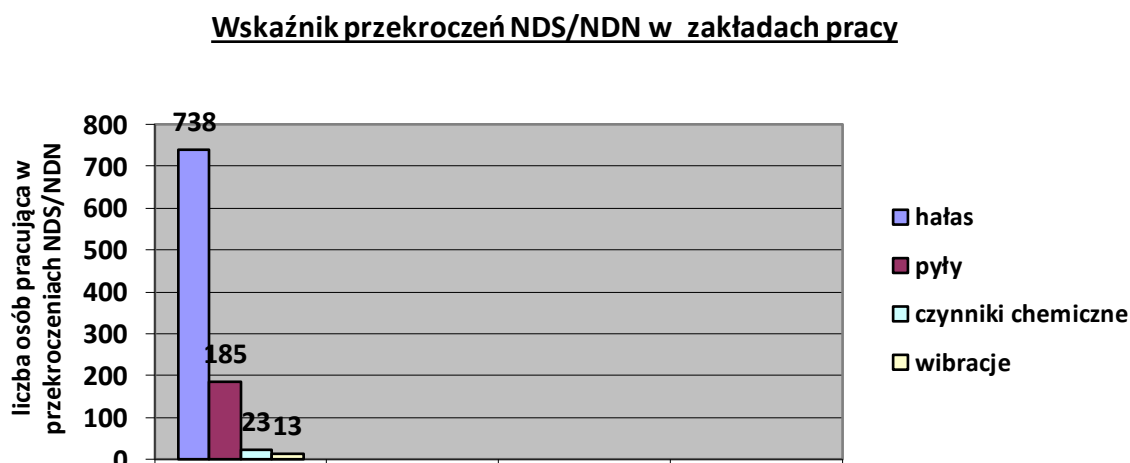 Wskaźnik przekroczeń NDS/NDN w zakładach pracy
liczba osób pracująca w
przekroczeniach NDS/NDN
800
700
600
500
400
300
200
100
0
738
185
23
13
hałas
pyły
czynniki chemiczne
wibracje